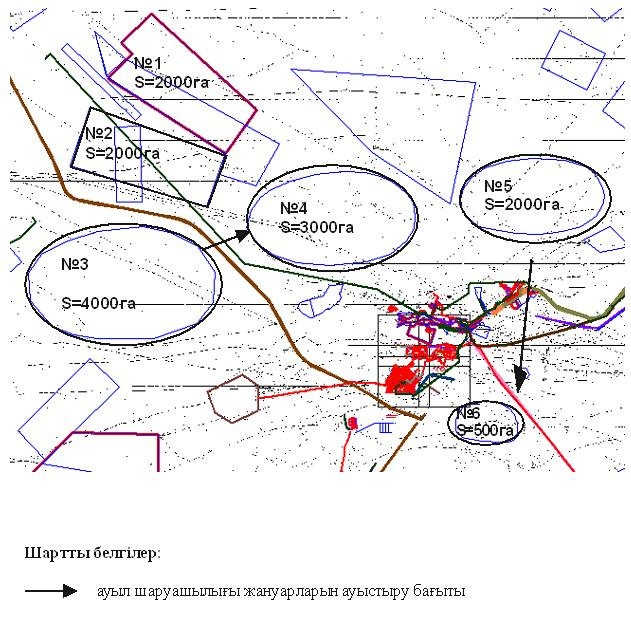 №1
S=2000га
№2
S=2000га
№3
S=4000га
№4
S=3000га
№5
S=2000га
№6
S=500га
Шартты белгілер:
ауыл шаруашылығы жануарларын ауыстыру бағыты